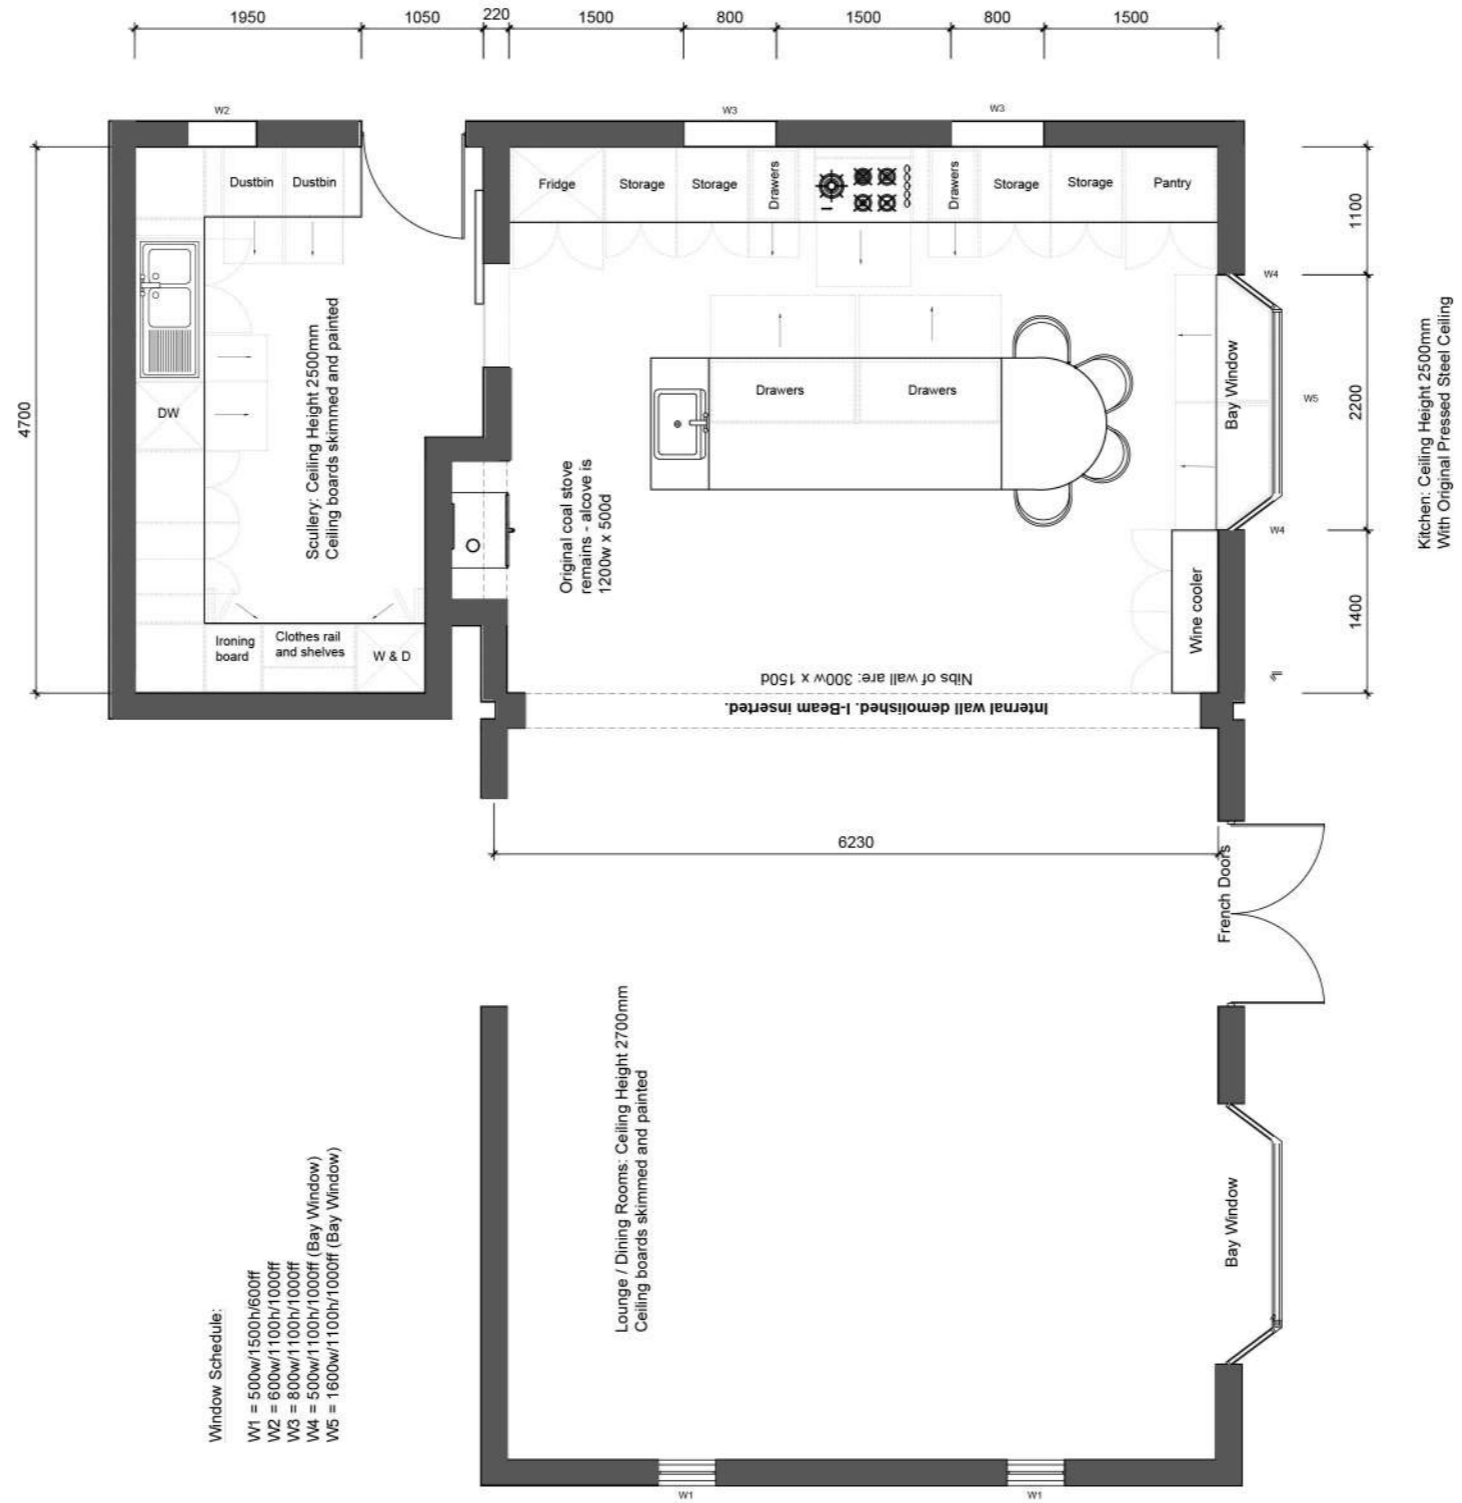 1950
1050
220
1500
800
1500
800
1500
W2
W3
W3
Dustbin
Dustbin
Fridge
Storage
Storage
Drawers
Drawers
Storage
Storage
Pantry
1100
W4
4700
DW
Scullery: Ceiling Height 2500mm
Ceiling boards skimmed and painted
Drawers
Drawers
Bay Window
W5
2200
Kitchen: Ceiling Height 2500mm
With Original Pressed Steel Ceiling
Original coal stove
remains - alcove is
1200w x 500d
W4
Wine cooler
1400
Ironing
board
Clothes rail
and shelves
W & D
Nibs of wall are: 300w x 150d
Internal wall demolished. I-Beam inserted.
6230
French Doors
Lounge / Dining Rooms: Ceiling Height 2700mm
Ceiling boards skimmed and painted
Bay Window
Window Schedule:
W1 = 500w/1500h/600ff
W2 = 600w/1100h/1000ff
W3 = 800w/1100h/1000ff
W4 = 500w/1100h/1000ff (Bay Window)
W5 = 1600w/1100h/1000ff (Bay Window)
W1
W1